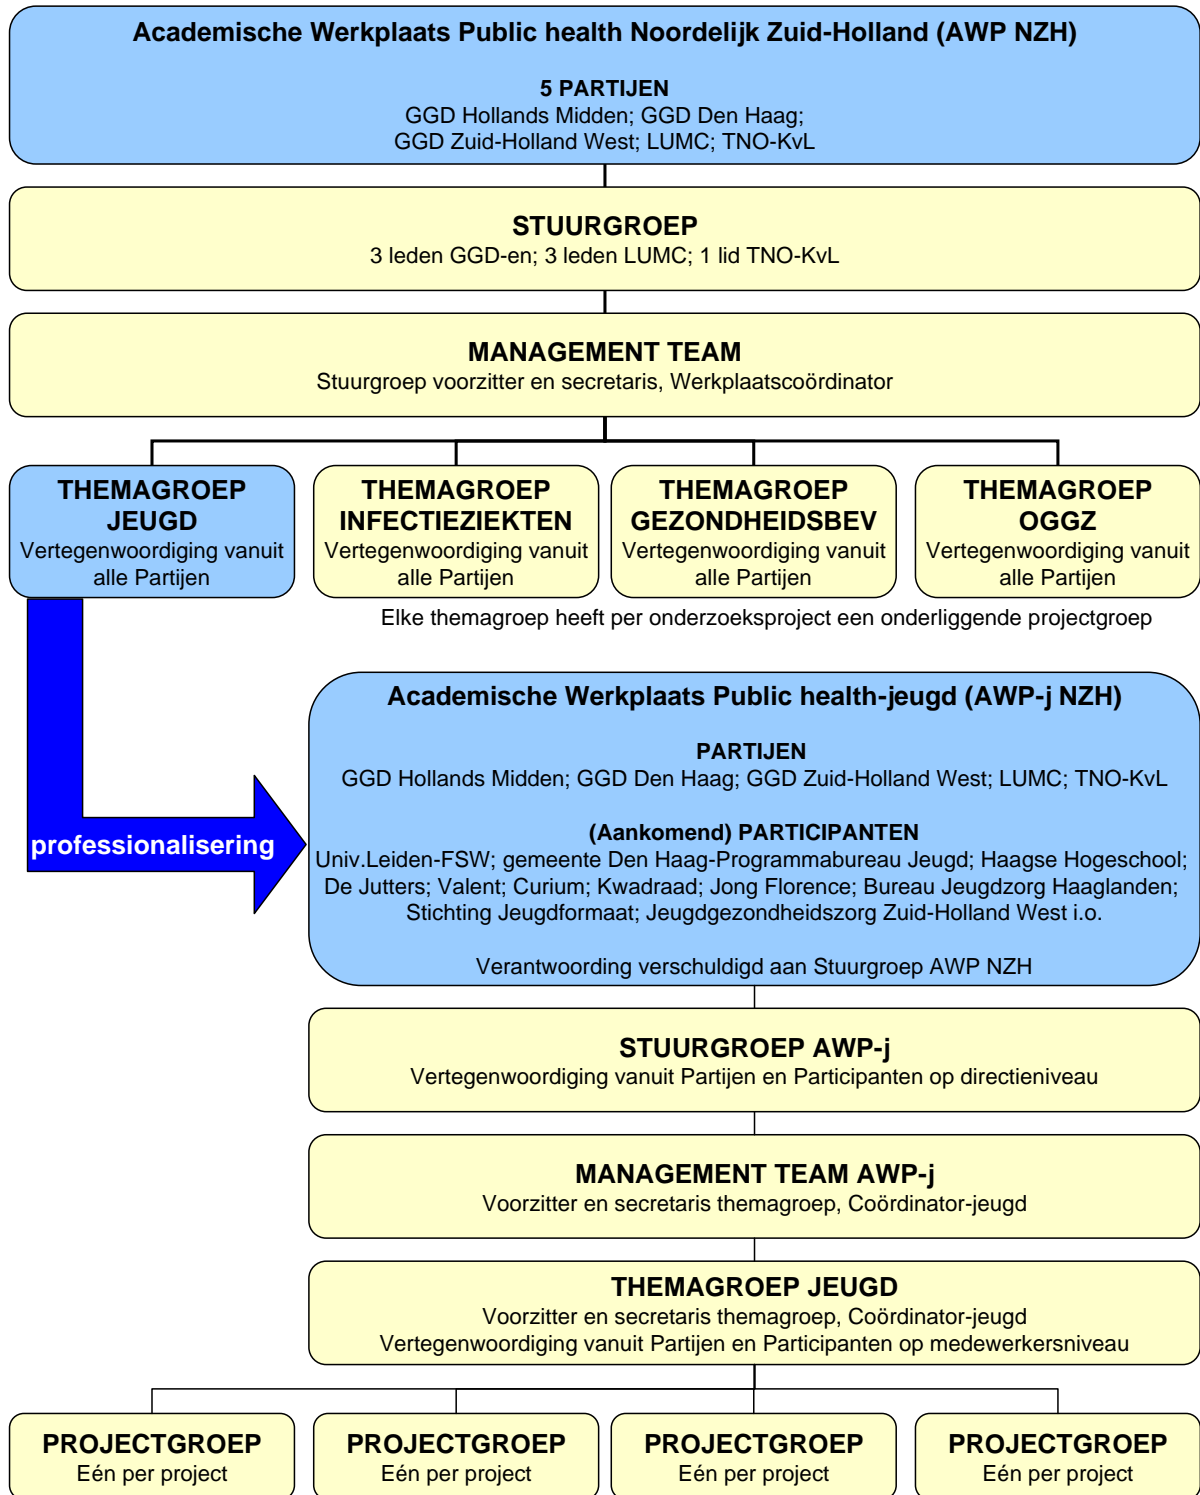 Academische Werkplaats Public health Noordelijk Zuid-Holland (AWP NZH)
5 PARTIJEN
GGD Hollands Midden; GGD Den Haag;
GGD Zuid-Holland West; LUMC; TNO-KvL
STUURGROEP
3 leden GGD-en; 3 leden LUMC; 1 lid TNO-KvL
MANAGEMENT TEAM
Stuurgroep voorzitter en secretaris, Werkplaatscoördinator
THEMAGROEP
JEUGD
Vertegenwoordiging vanuit
alle Partijen
THEMAGROEP
INFECTIEZIEKTEN
Vertegenwoordiging vanuit
alle Partijen
THEMAGROEP
GEZONDHEIDSBEV
Vertegenwoordiging vanuit
alle Partijen
THEMAGROEP
OGGZ
Vertegenwoordiging vanuit
alle Partijen
Elke themagroep heeft per onderzoeksproject een onderliggende projectgroep
professionalisering
Academische Werkplaats Public health-jeugd (AWP-j NZH)
PARTIJEN
GGD Hollands Midden; GGD Den Haag; GGD Zuid-Holland West; LUMC; TNO-KvL
(Aankomend) PARTICIPANTEN
Univ.Leiden-FSW; gemeente Den Haag-Programmabureau Jeugd; Haagse Hogeschool;
De Jutters; Valent; Curium; Kwadraad; Jong Florence; Bureau Jeugdzorg Haaglanden;
Stichting Jeugdformaat; Jeugdgezondheidszorg Zuid-Holland West i.o.
Verantwoording verschuldigd aan Stuurgroep AWP NZH
STUURGROEP AWP-j
Vertegenwoordiging vanuit Partijen en Participanten op directieniveau
MANAGEMENT TEAM AWP-j
Voorzitter en secretaris themagroep, Coördinator-jeugd
THEMAGROEP JEUGD
Voorzitter en secretaris themagroep, Coördinator-jeugd
Vertegenwoordiging vanuit Partijen en Participanten op medewerkersniveau
PROJECTGROEP
Eén per project
PROJECTGROEP
Eén per project
PROJECTGROEP
Eén per project
PROJECTGROEP
Eén per project